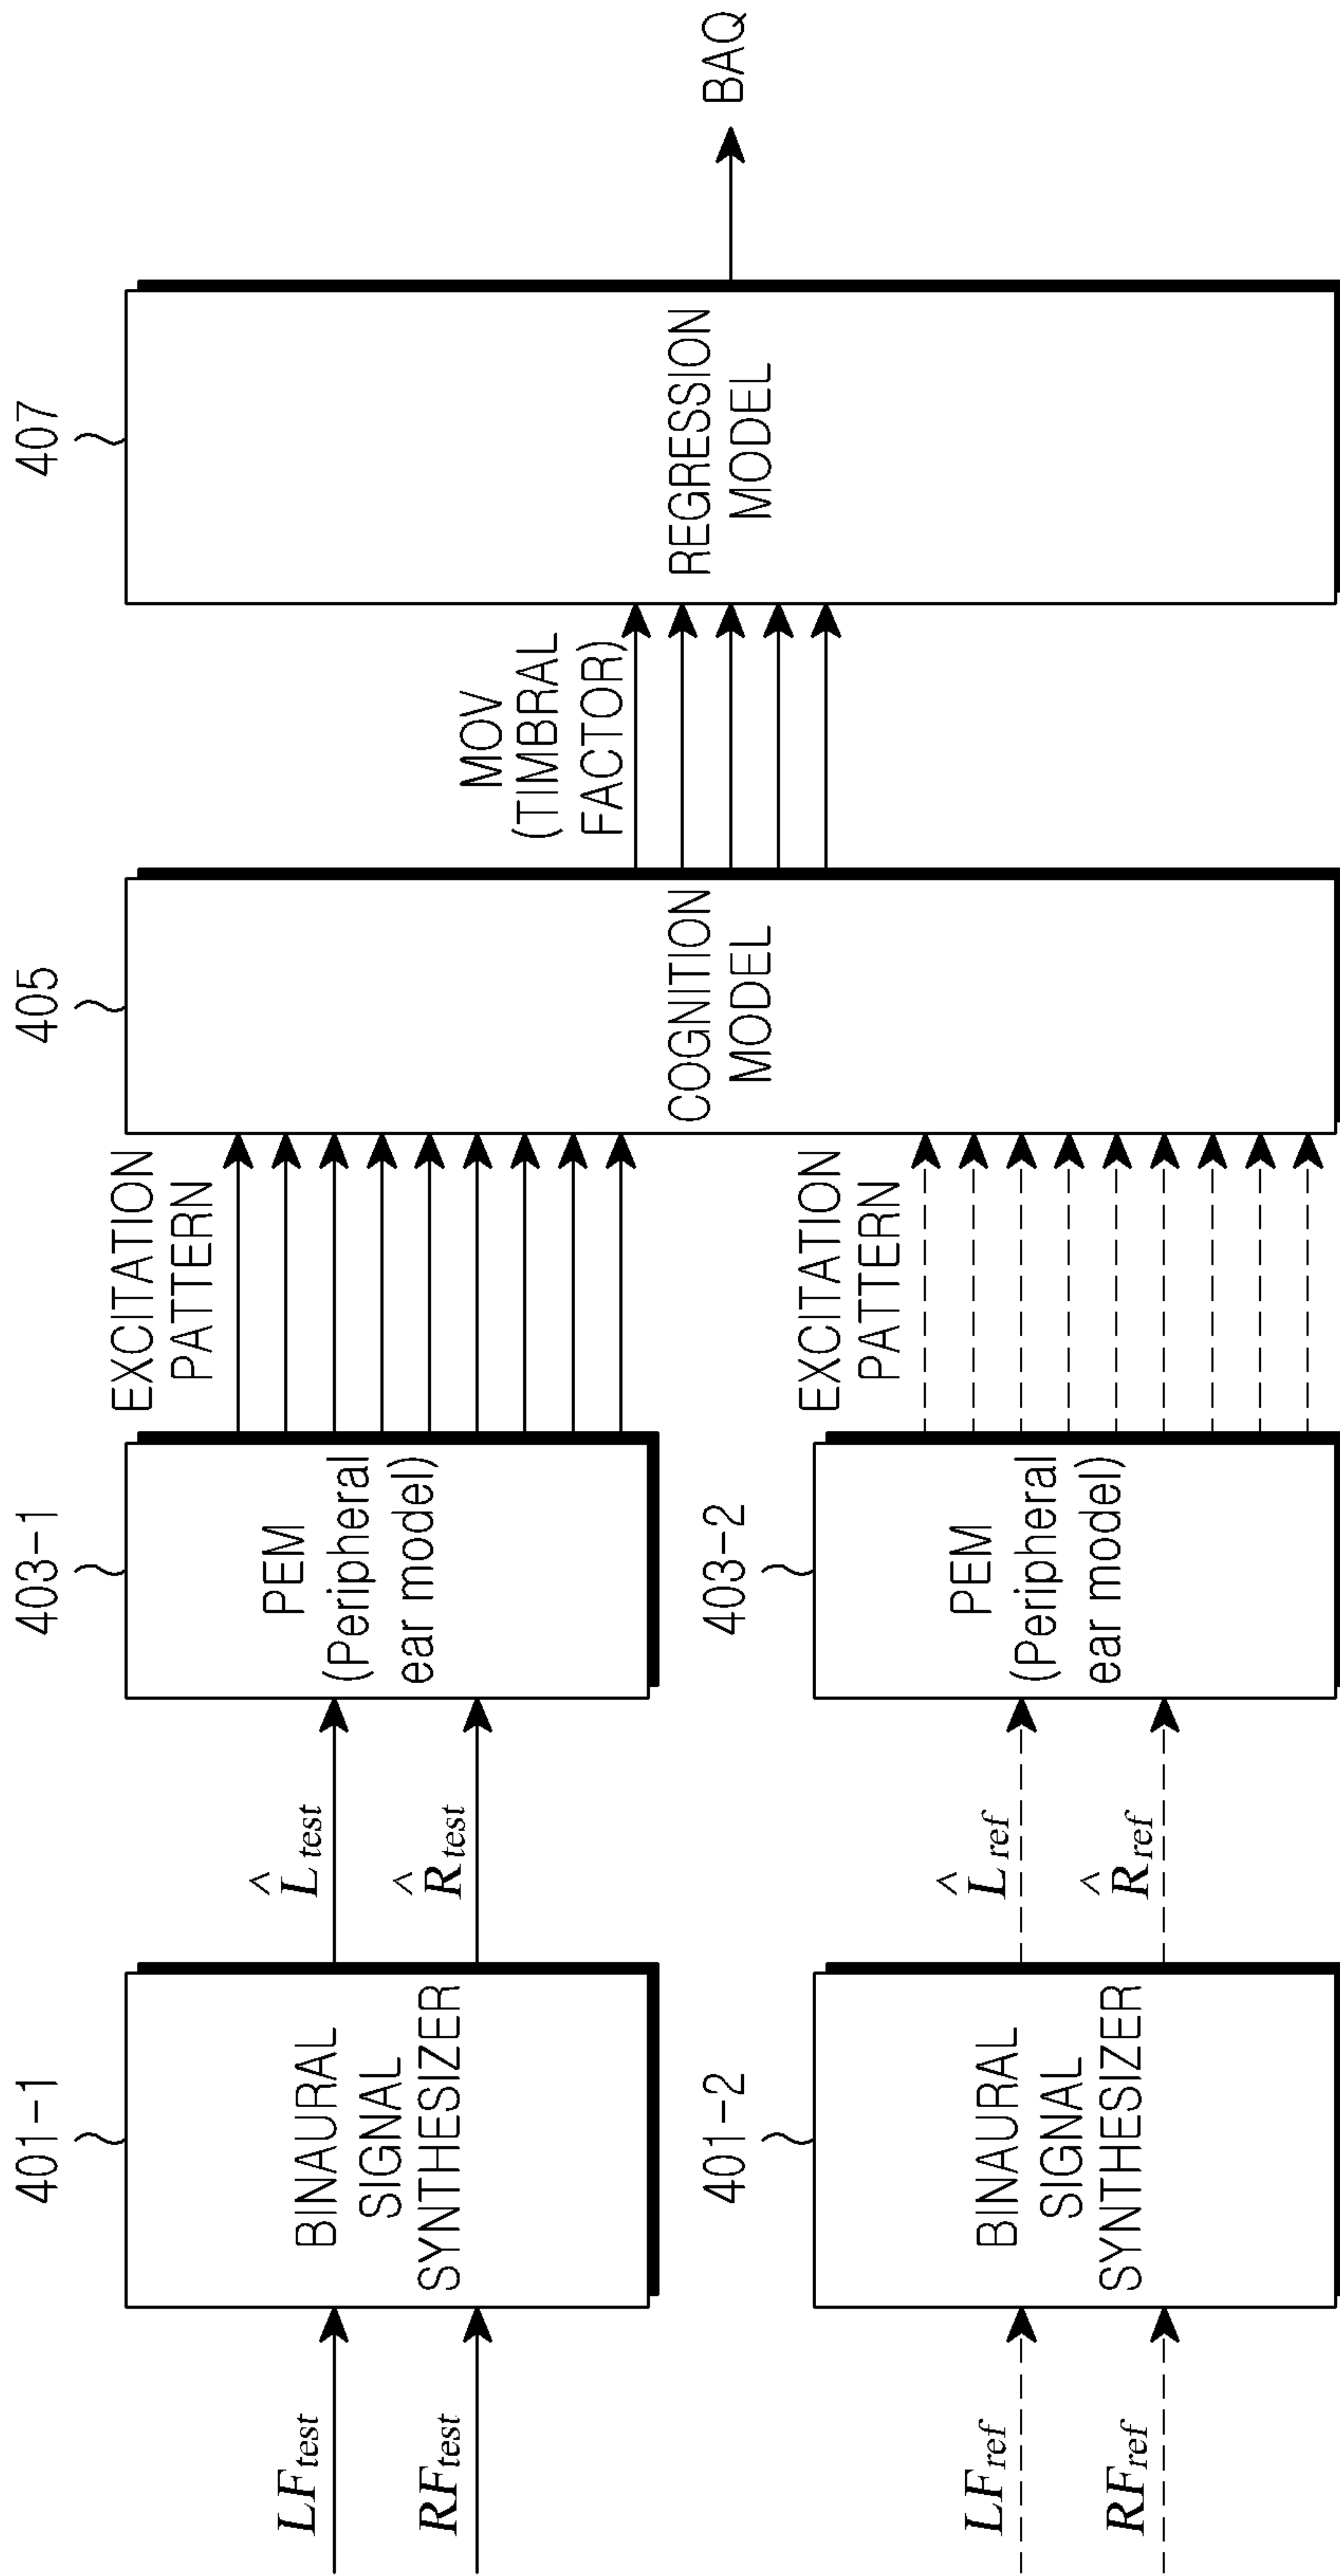 401-1
403-1
405
407
LFtest
RFtest
BINAURAL
SIGNAL
SYNTHESIZER
L̂test
R̂test
PEM
(Peripheral
ear model)
EXCITATION
PATTERN
COGNITION
MODEL
MOV
(TIMBRAL
FACTOR)
REGRESSION
MODEL
BAQ
401-2
403-2
LFref
RFref
BINAURAL
SIGNAL
SYNTHESIZER
L̂ref
R̂ref
PEM
(Peripheral
ear model)
EXCITATION
PATTERN